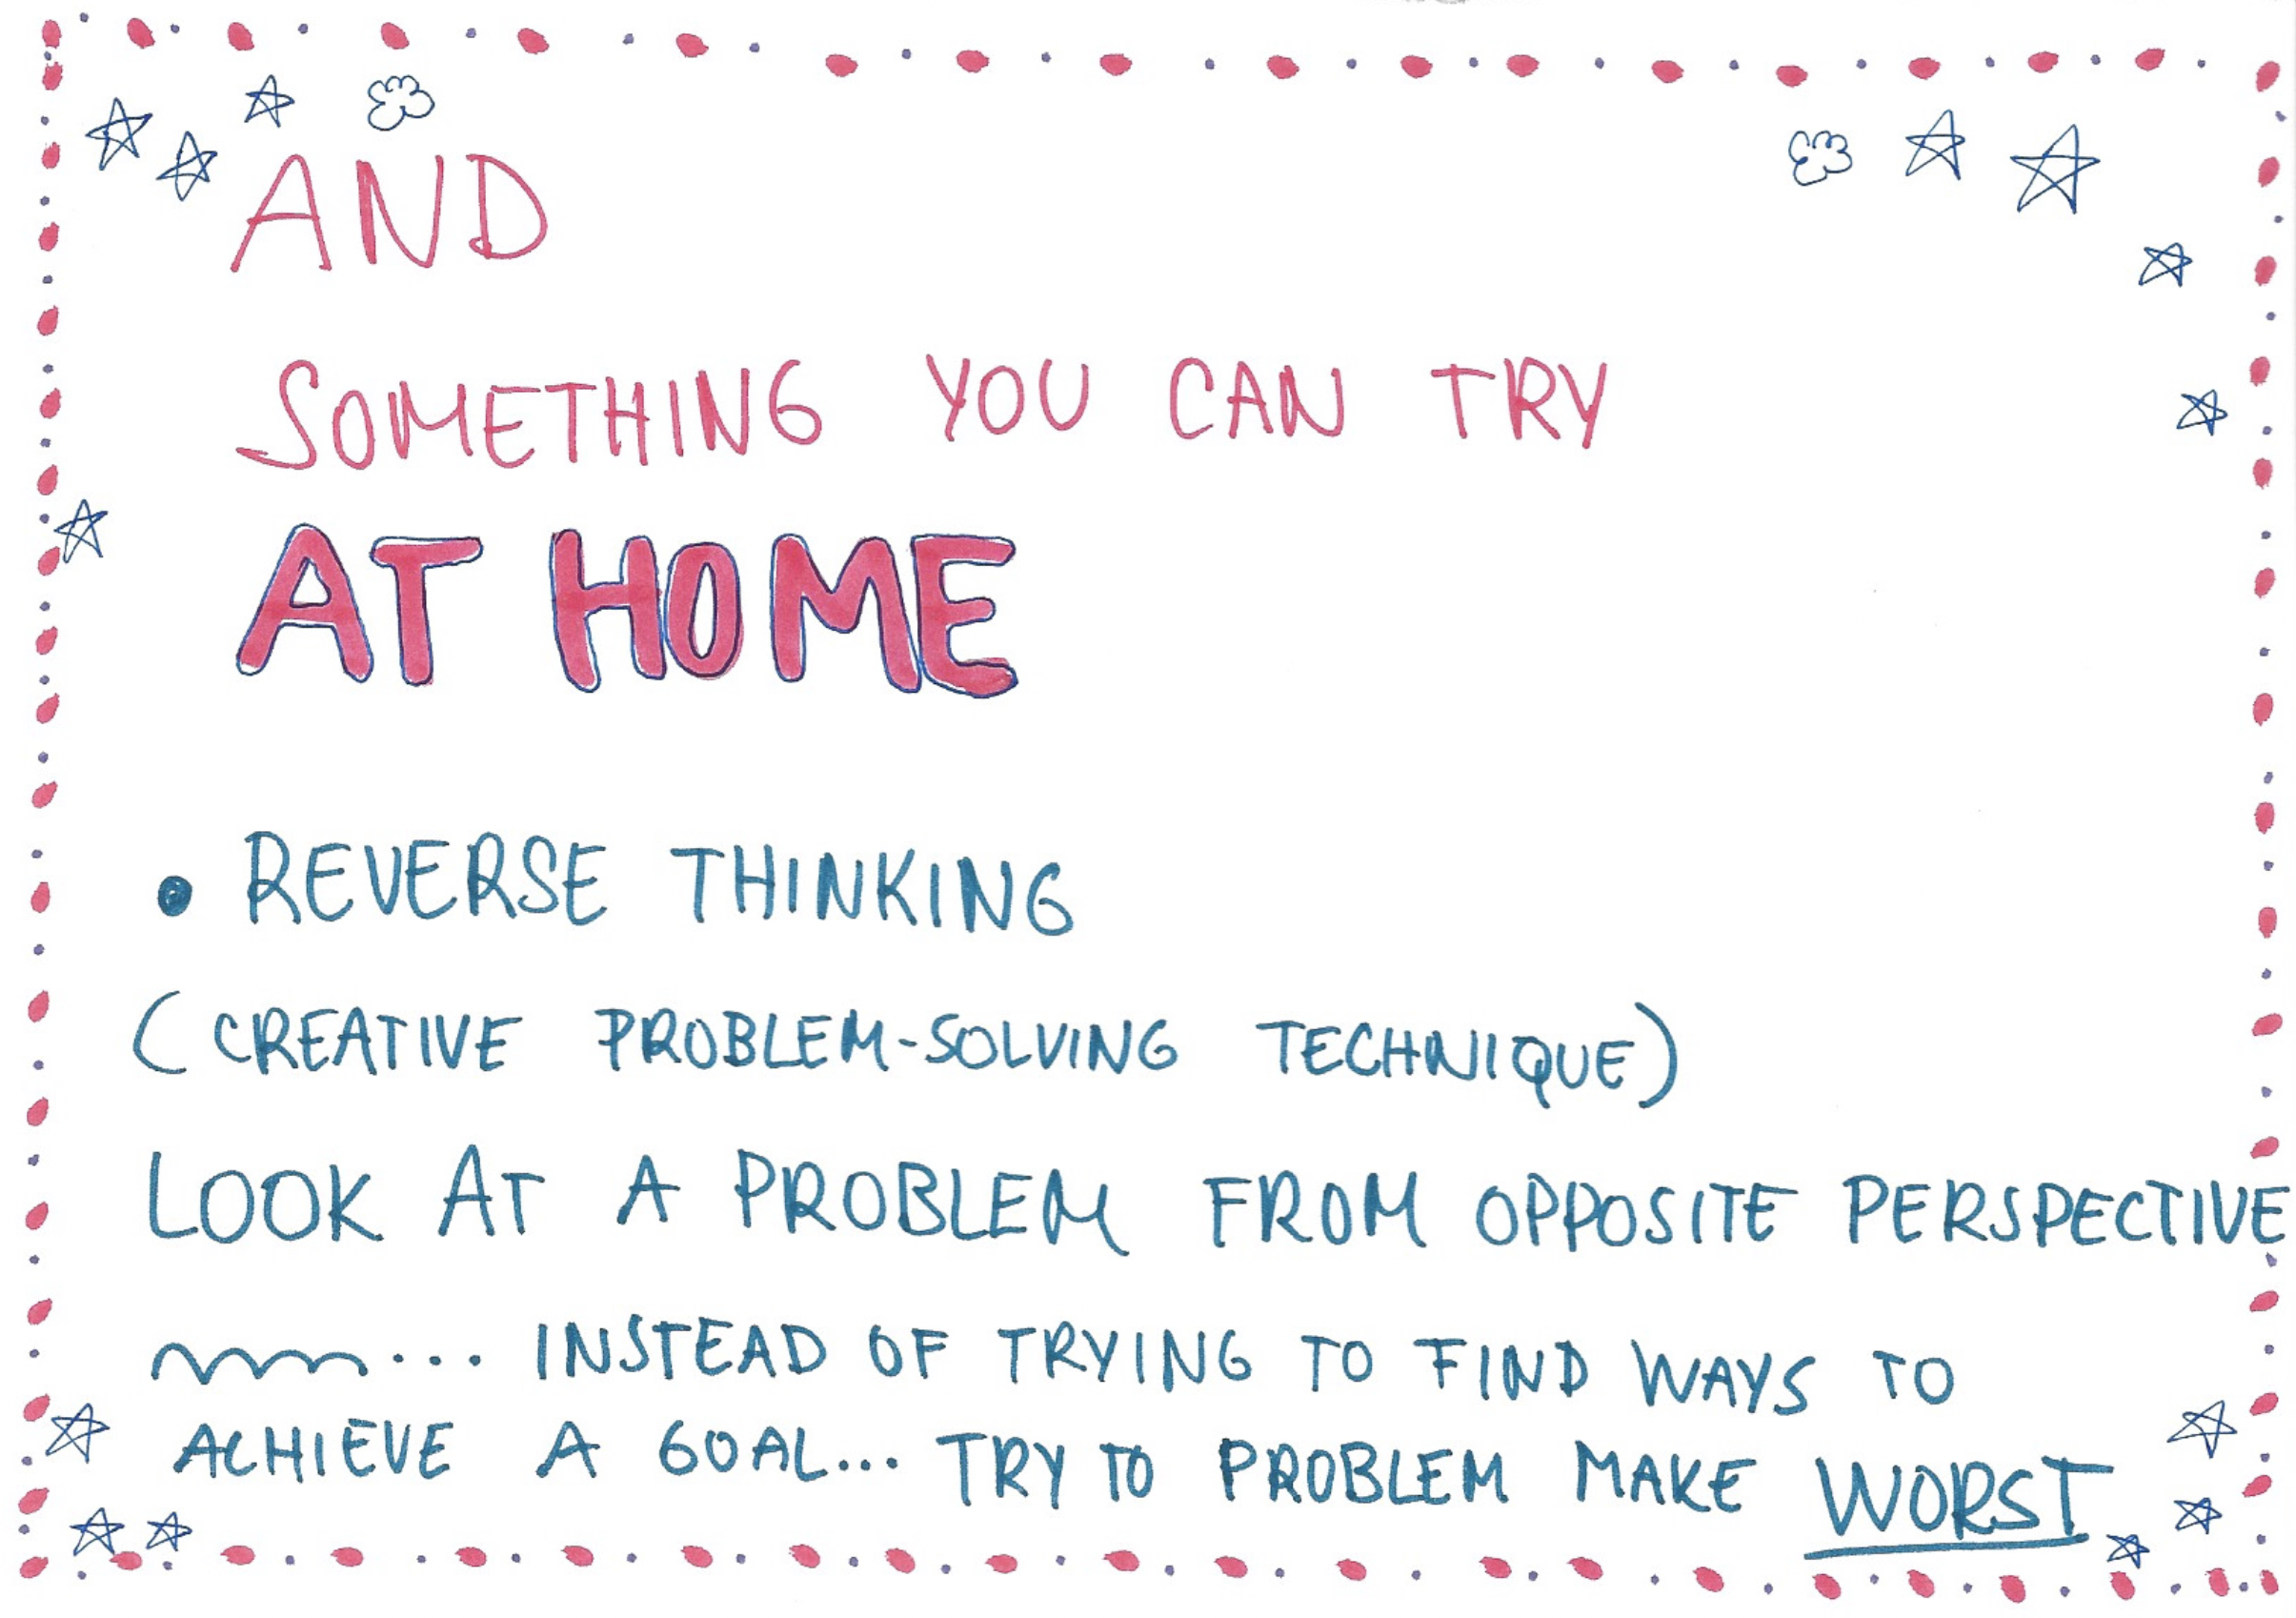 AND
SOMETHING YOU CAN TRY
AT HOME
• REVERSE THINKING
(CREATIVE PROBLEM-SOLVING TECHNIQUE)
LOOK AT A PROBLEM FROM OPPOSITE PERSPECTIVE
... INSTEAD OF TRYING TO FIND WAYS TO
ACHIEVE A GOAL... TRY TO PROBLEM MAKE WORST